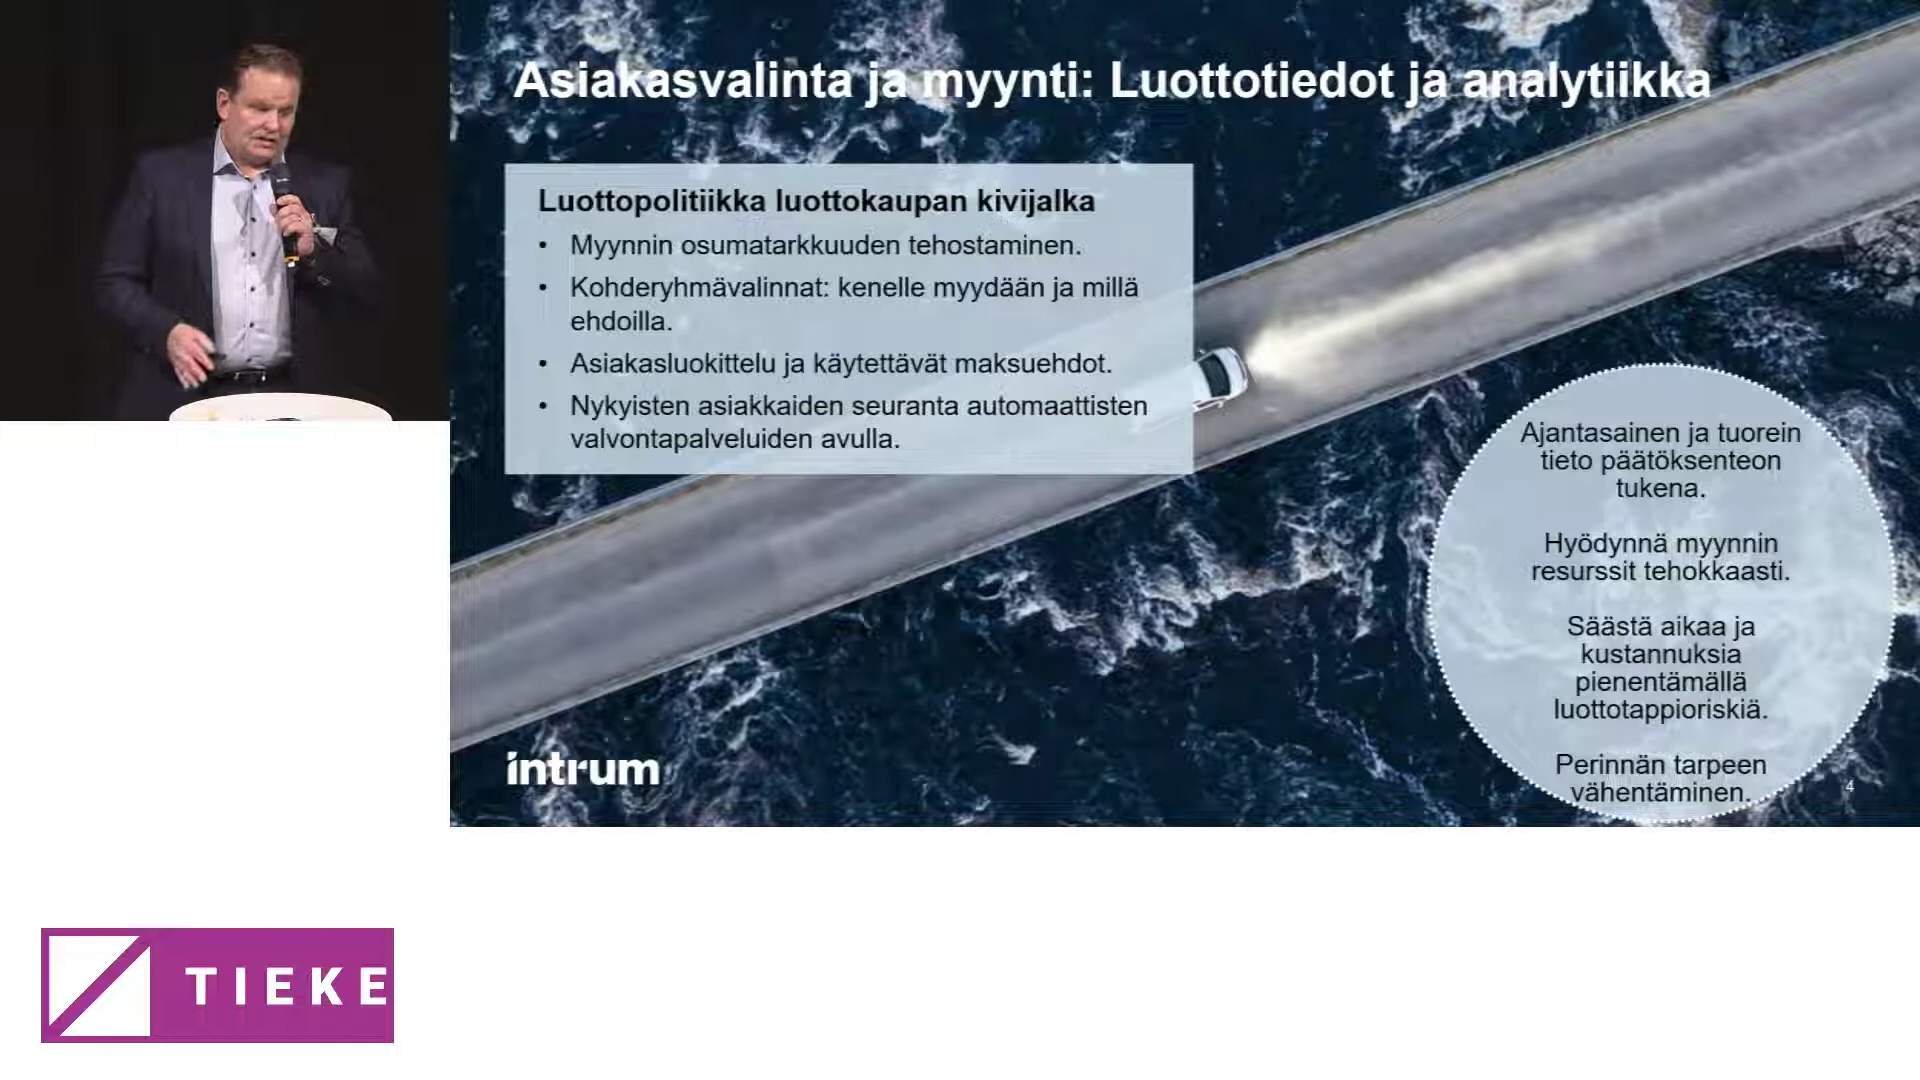 Asiakasvalinta ja myynti: Luottotiedot ja analytiikka
Luottopolitiikka luottokaupan kivijalka
• Myynnin osumatarkkuuden tehostaminen.
• Kohderyhmävalinnat: kenelle myydään ja millä
ehdoilla.
• Asiakasluokittelu ja käytettävät maksuehdot.
• Nykyisten asiakkaiden seuranta automaattisten
valvontapalveluiden avulla.
Ajantasainen ja tuorein
tieto päätöksenteon
tukena.
Hyödynnä myynnin
resurssit tehokkaasti.
Säästä aikaa ja
kustannuksia
pienentämällä
luottotappioriskiä.
Perinnän tarpeen
vähentäminen.
4
intrum
TIEKE